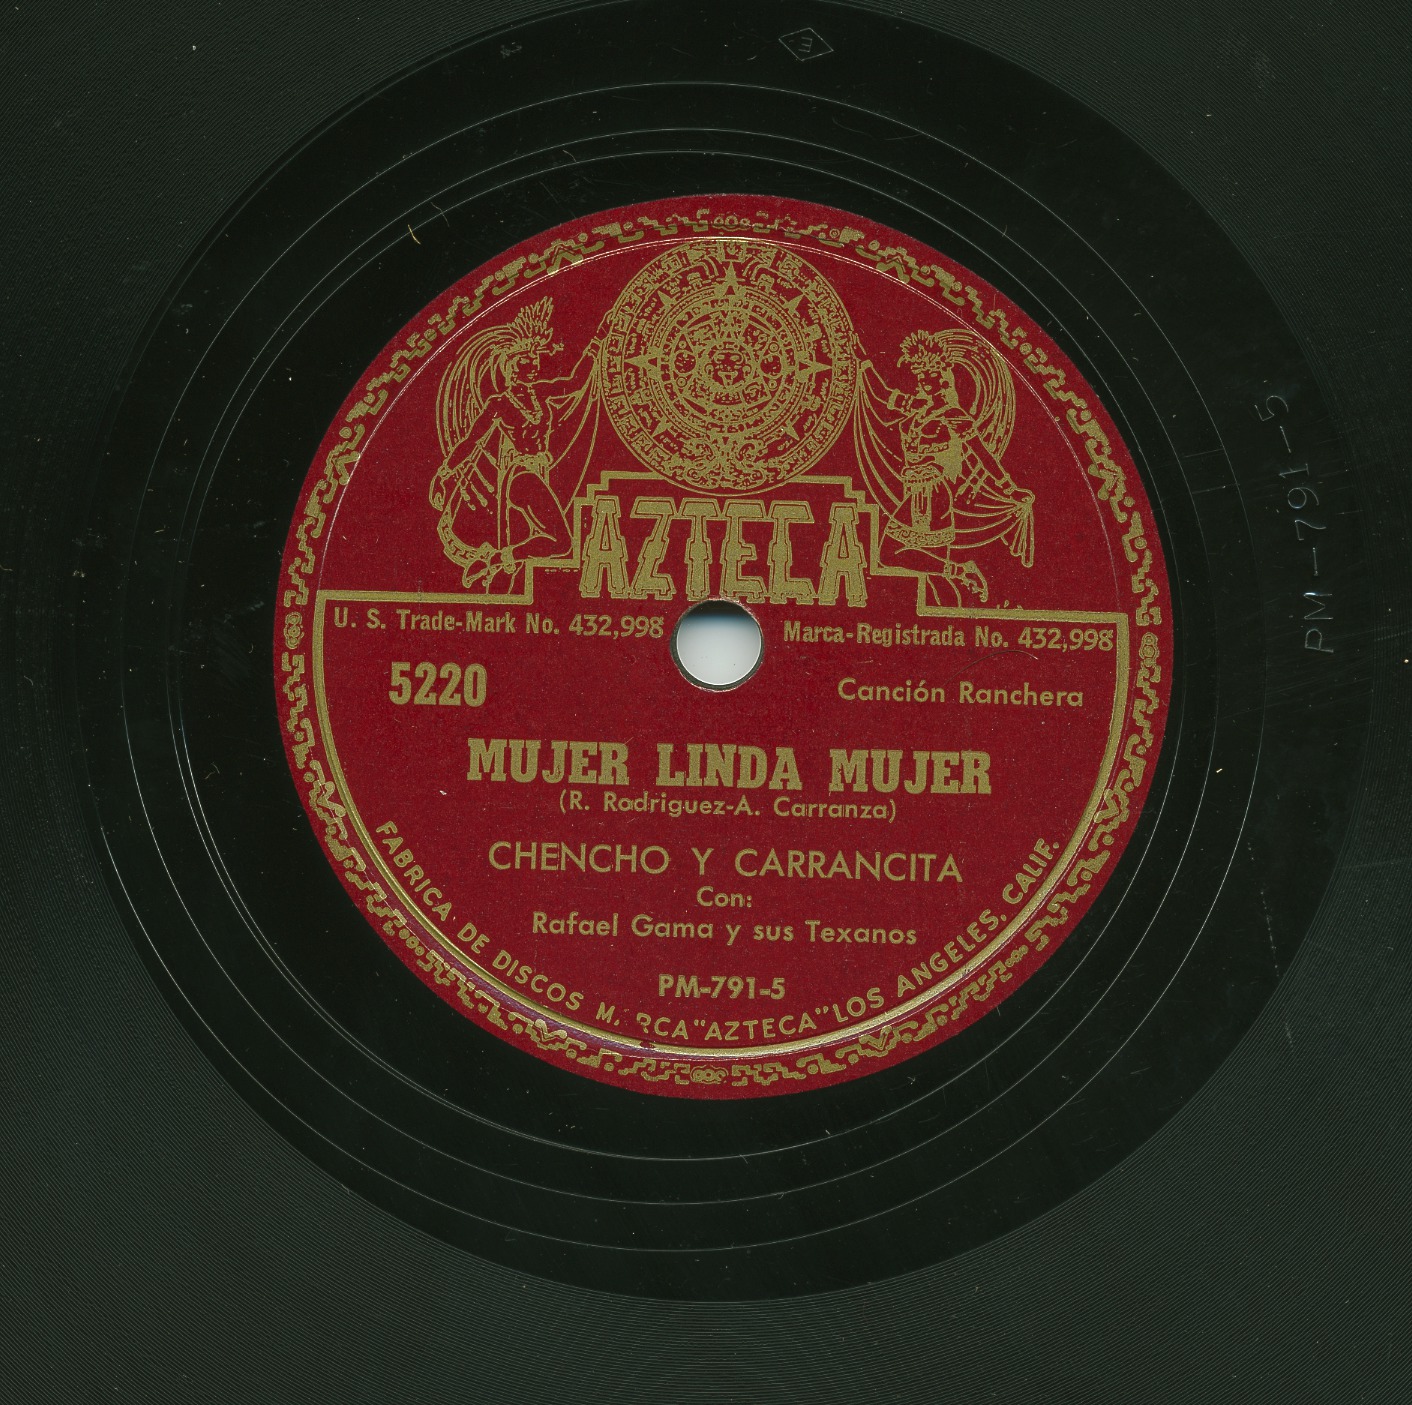 AZTECA
U. S. Trade-Mark No. 432,998
Marca-Registrada No. 432,998
5220
Canción Ranchera
MUJER LINDA MUJER
(R. Rodriguez-A. Carranza)
CHENCHO Y CARRANCITA
Con:
Rafael Gama y sus Texanos
PM-791-5
FABRICA DE DISCOS M. RCA "AZTECA" LOS ANGELES, CALIF.
PM-791-5